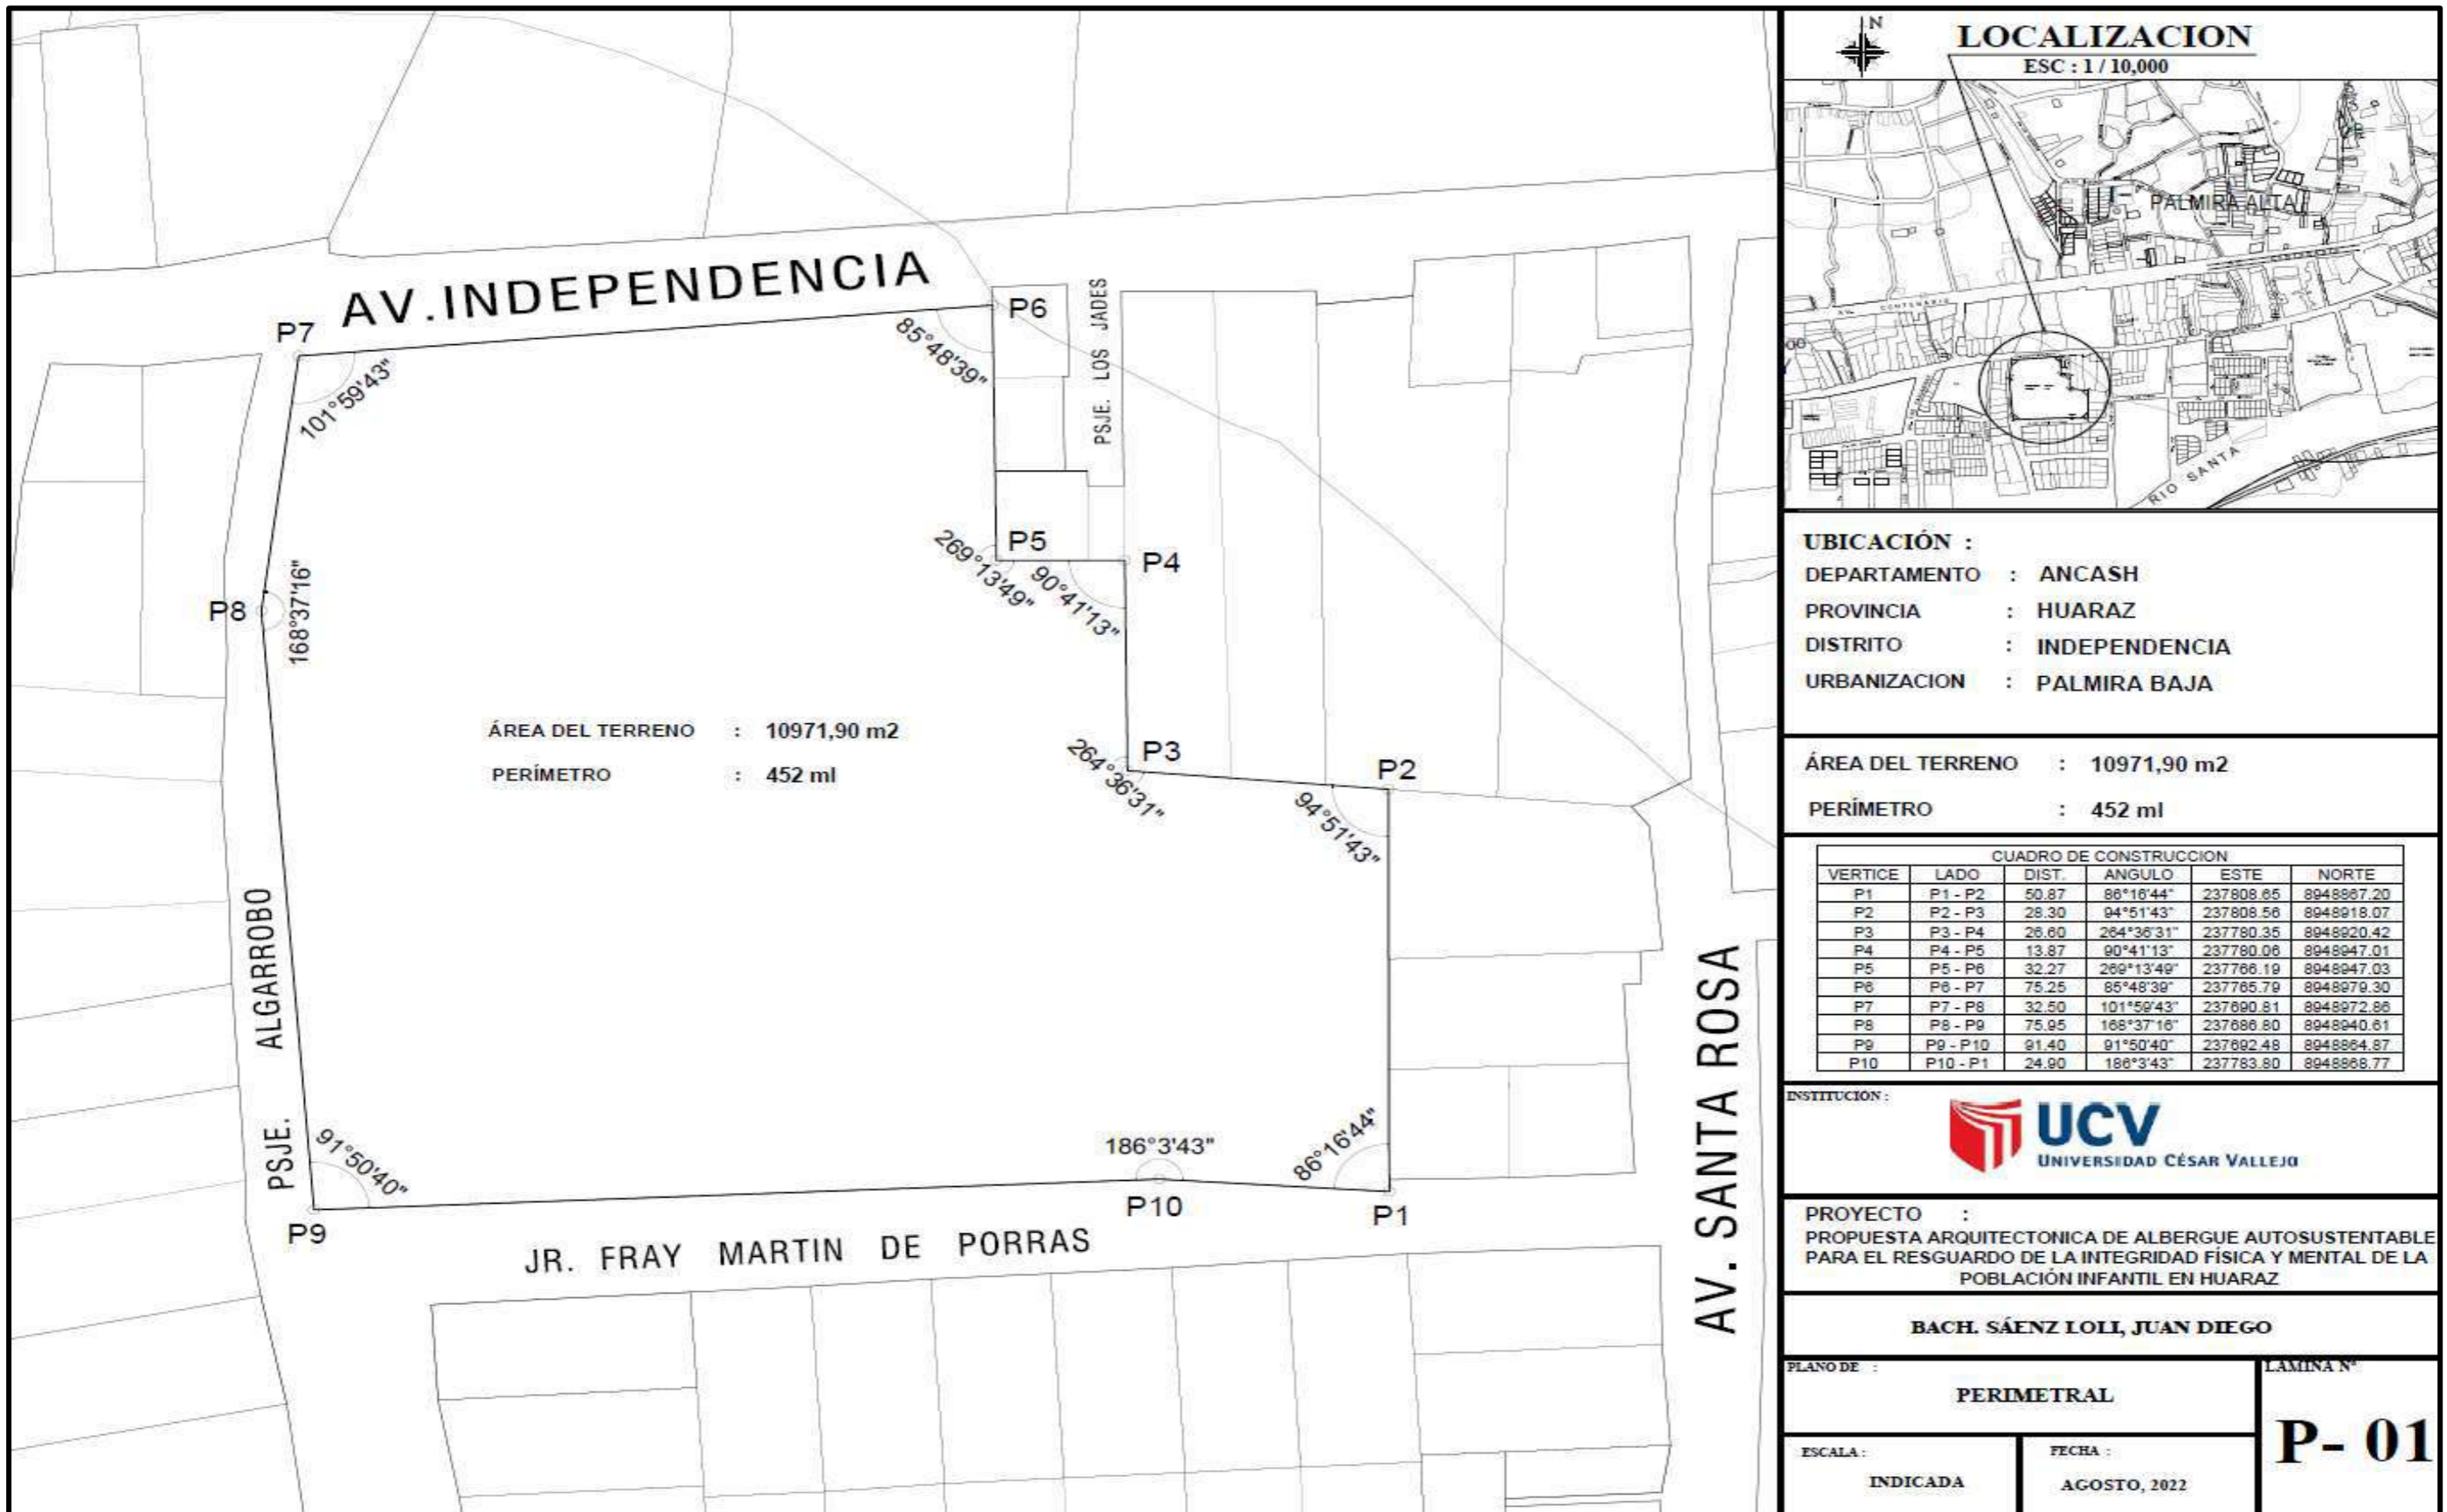 AV.INDEPENDENCIA
P7
P6
101°59'43"
85°48'39"
PSJE. LOS JADES
P5
P4
269°13'49"
90°41'13"
P8
168°37'16"
ÁREA DEL TERRENO : 10971,90 m2
PERÍMETRO : 452 ml
P3
P2
264°36'31"
94°51'43"
PSJE. ALGARROBO
AV. SANTA ROSA
91°50'40"
186°3'43"
86°16'44"
P9
P10
P1
JR. FRAY MARTIN DE PORRAS
N
LOCALIZACION
ESC : 1 / 10,000
PALMIRA ALTA
AV. CENTENARIO
RIO SANTA
UBICACIÓN :
DEPARTAMENTO : ANCASH
PROVINCIA : HUARAZ
DISTRITO : INDEPENDENCIA
URBANIZACION : PALMIRA BAJA
ÁREA DEL TERRENO : 10971,90 m2
PERÍMETRO : 452 ml
CUADRO DE CONSTRUCCION
VERTICE LADO DIST. ANGULO ESTE NORTE
P1 P1 - P2 50.87 86°16'44" 237808.65 8948867.20
P2 P2 - P3 28.30 94°51'43" 237808.56 8948918.07
P3 P3 - P4 26.60 264°36'31" 237780.35 8948920.42
P4 P4 - P5 13.87 90°41'13" 237780.06 8948947.01
P5 P5 - P6 32.27 269°13'49" 237766.19 8948947.03
P6 P6 - P7 75.25 85°48'39" 237765.79 8948979.30
P7 P7 - P8 32.50 101°59'43" 237690.81 8948972.86
P8 P8 - P9 75.95 168°37'16" 237686.80 8948940.61
P9 P9 - P10 91.40 91°50'40" 237692.48 8948864.87
P10 P10 - P1 24.90 186°3'43" 237783.80 8948868.77
INSTITUCIÓN :
UCV
UNIVERSIDAD CÉSAR VALLEJO
PROYECTO :
PROPUESTA ARQUITECTONICA DE ALBERGUE AUTOSUSTENTABLE
PARA EL RESGUARDO DE LA INTEGRIDAD FÍSICA Y MENTAL DE LA
POBLACIÓN INFANTIL EN HUARAZ
BACH. SÁENZ LOLI, JUAN DIEGO
PLANO DE :
PERIMETRAL
LAMINA Nº
P- 01
ESCALA :
INDICADA
FECHA :
AGOSTO, 2022